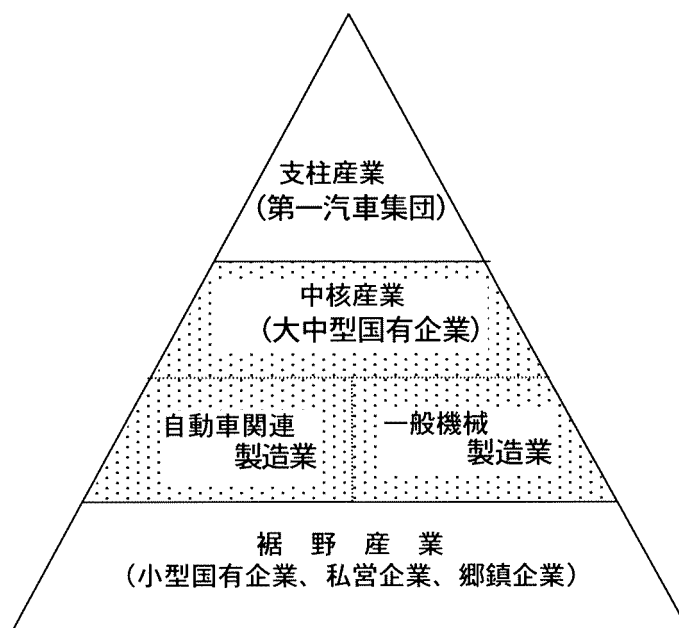 支柱産業
(第一汽車集団)
中核産業
(大中型国有企業)
自動車関連
製造業
一般機械
製造業
裾野産業
(小型国有企業、私営企業、郷鎮企業)